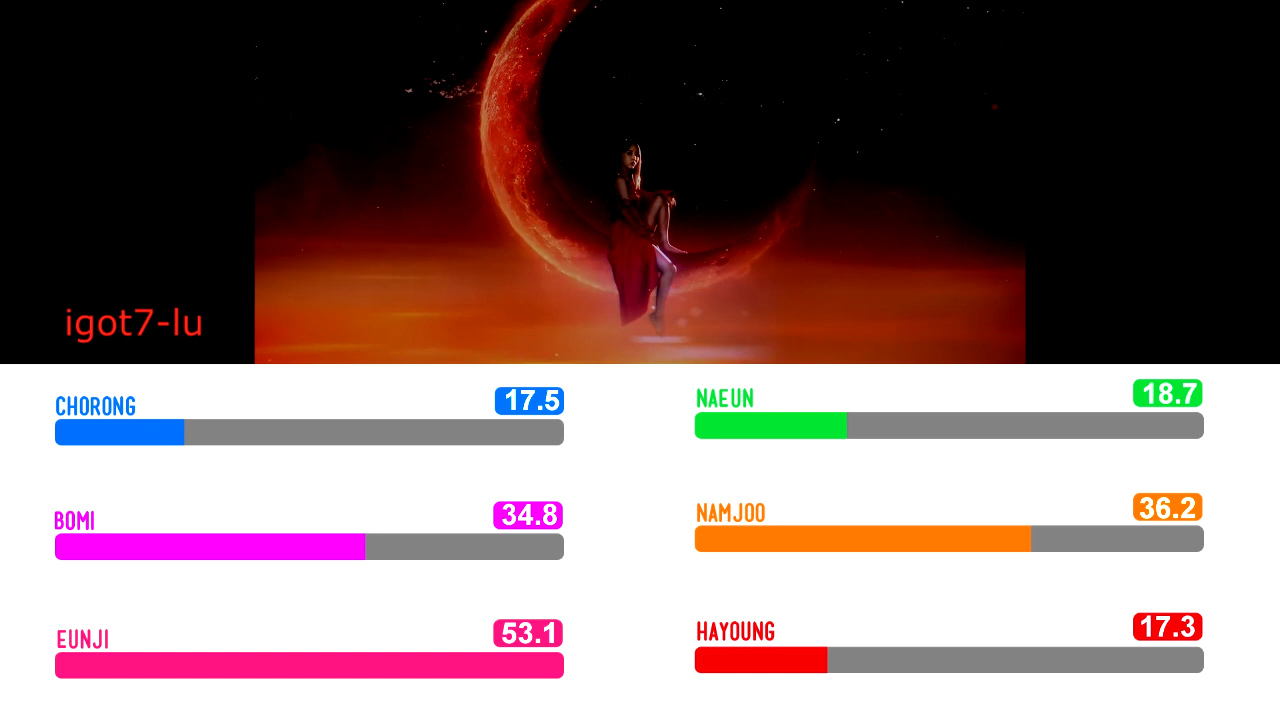 igot7-lu
CHORONG 17.5
NAEUN 18.7
BOMI 34.8
NAMJOO 36.2
EUNJI 53.1
HAYOUNG 17.3